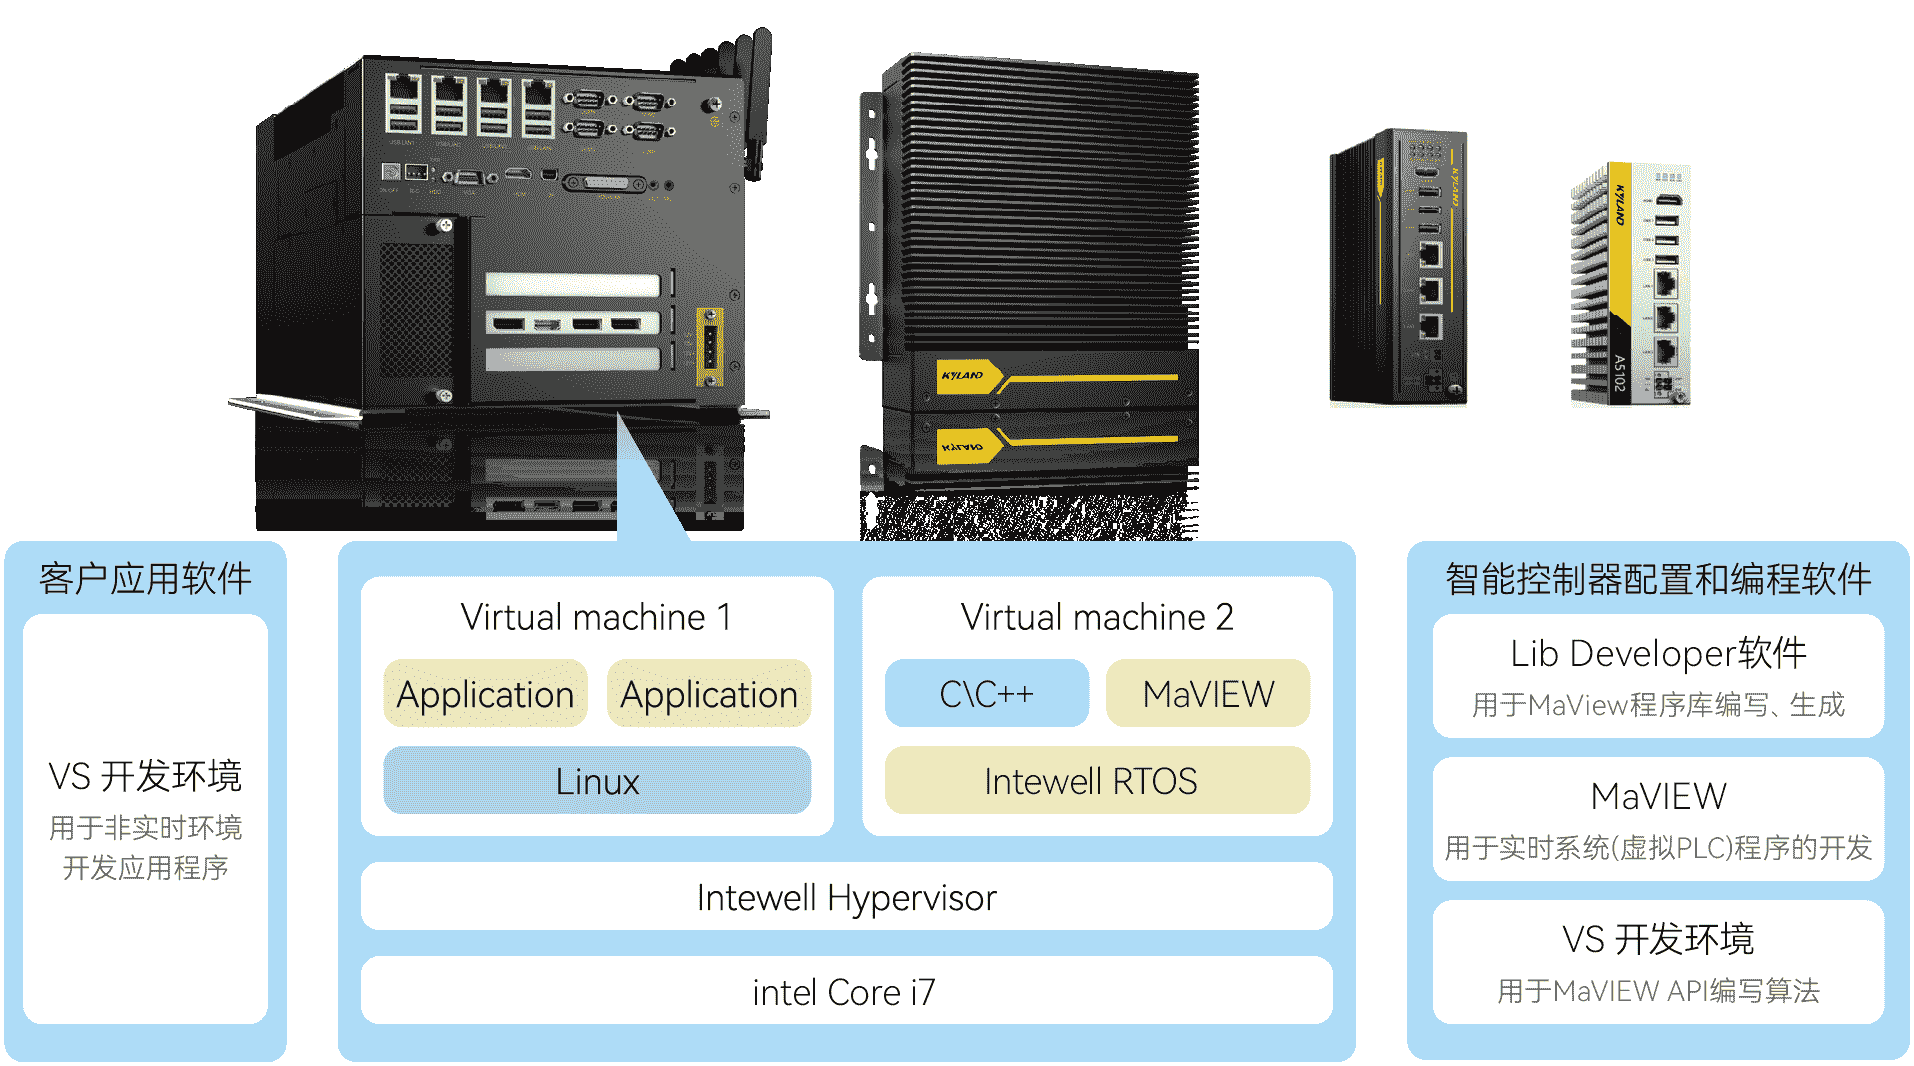 KYLAND
KYLAND
KYLAND
A5102
KYLAND
客户应用软件
VS 开发环境
用于非实时环境
开发应用程序
Virtual machine 1
Application
Application
Linux
Virtual machine 2
C\C++
MaVIEW
Intewell RTOS
Intewell Hypervisor
intel Core i7
智能控制器配置和编程软件
Lib Developer软件
用于MaView程序库编写、生成
MaVIEW
用于实时系统(虚拟PLC)程序的开发
VS 开发环境
用于MaVIEW API编写算法